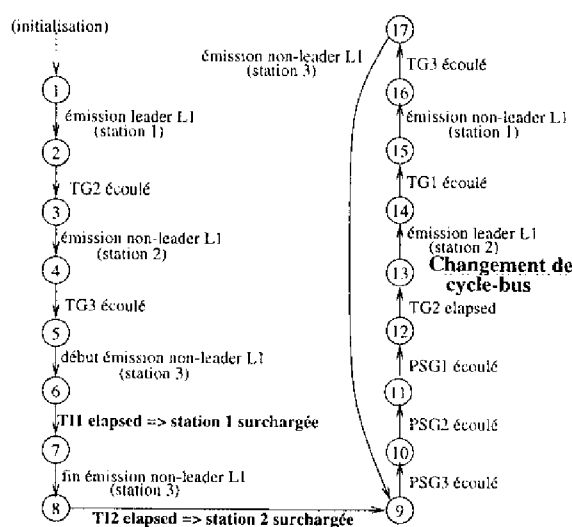 (initialisation)
1
émission leader L1
(station 1)
2
TG2 écoulé
3
émission non-leader L1
(station 2)
4
TG3 écoulé
5
début émission non-leader L1
(station 3)
6
TI1 elapsed => station 1 surchargée
7
fin émission non-leader L1
(station 3)
8
TI2 elapsed => station 2 surchargée
9
PSG3 écoulé
10
PSG2 écoulé
11
PSG1 écoulé
12
TG2 elapsed
13
Changement de
cycle-bus
émission leader L1
(station 2)
14
TG1 écoulé
15
émission non-leader L1
(station 1)
16
TG3 écoulé
17
émission non-leader L1
(station 3)